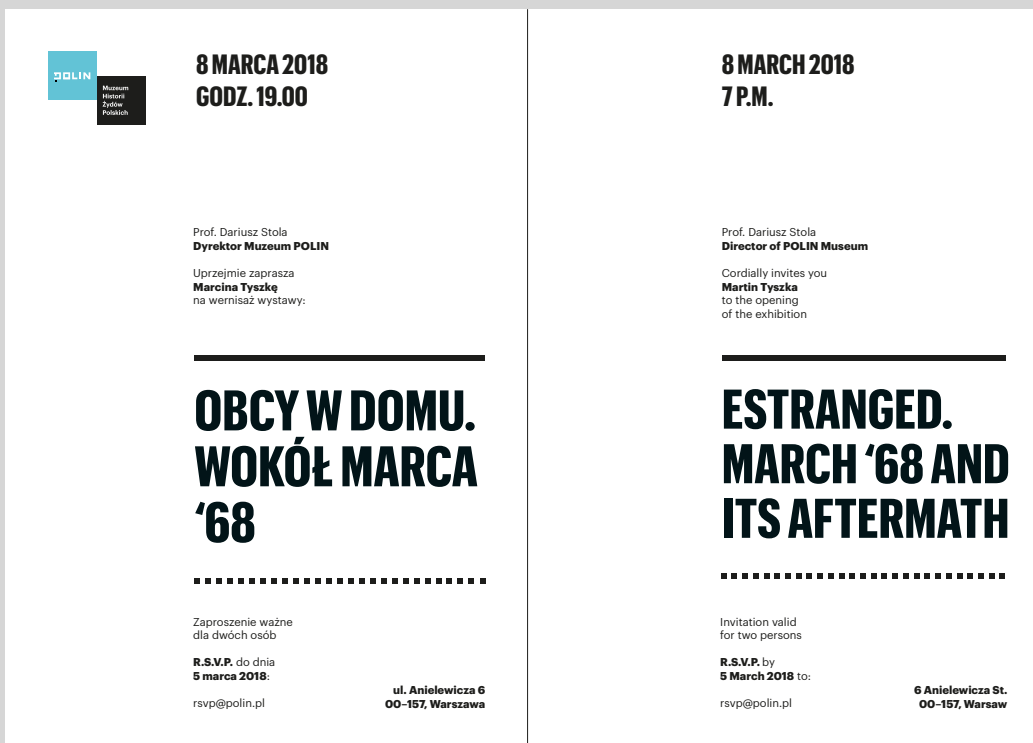 POLIN
Muzeum
Historii
Żydów
Polskich
8 MARCA 2018
GODZ. 19.00
Prof. Dariusz Stola
Dyrektor Muzeum POLIN
Uprzejmie zaprasza
Marcina Tyszkę
na wernisaż wystawy:
OBCY W DOMU.
WOKÓŁ MARCA
‘68
Zaproszenie ważne
dla dwóch osób
R.S.V.P. do dnia
5 marca 2018:
rsvp@polin.pl
ul. Anielewicza 6
00–157, Warszawa
8 MARCH 2018
7 P.M.
Prof. Dariusz Stola
Director of POLIN Museum
Cordially invites you
Martin Tyszka
to the opening
of the exhibition
ESTRANGED.
MARCH ‘68 AND
ITS AFTERMATH
Invitation valid
for two persons
R.S.V.P. by
5 March 2018 to:
rsvp@polin.pl
6 Anielewicza St.
00–157, Warsaw